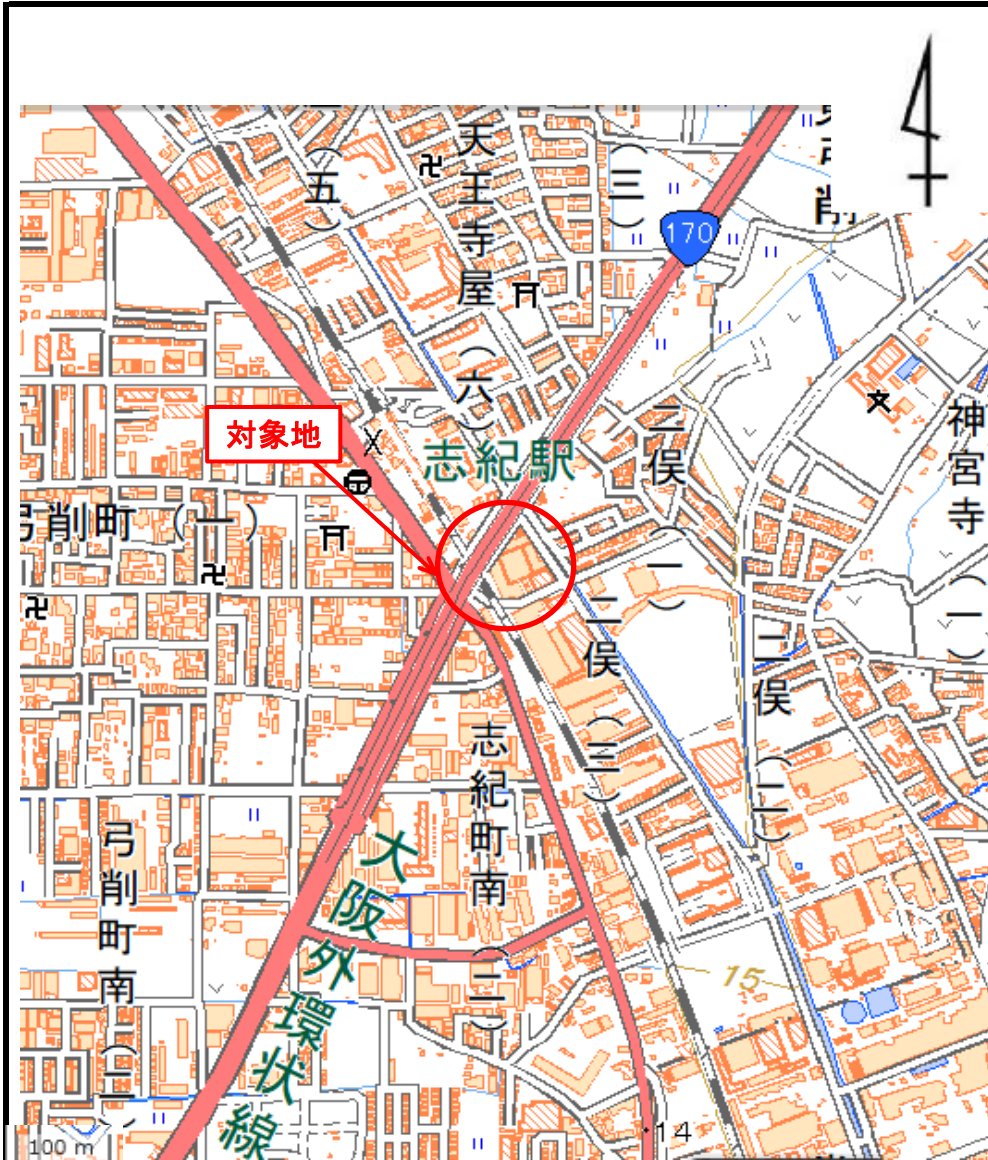 天王寺屋（六）
（五）
（三）
170
対象地
志紀駅
二俣（一）
神宮寺（一）
弓削町（一）
二俣（三）
二俣（二）
志紀町南（二）
大阪外環状線
弓削町南（二）
15
14
100 m